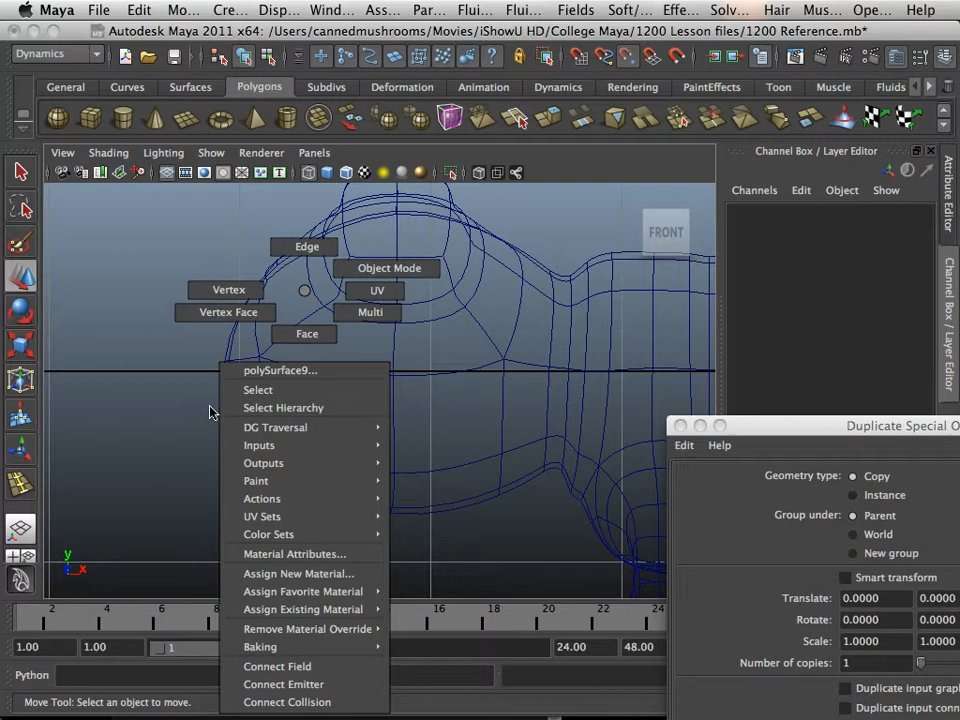 Maya File Edit Mo... Cre... Disp... Window Ass... Par... Flui... Flui... Fields Soft/... Effe... Solv... Hair Mus... Ope... Help
Autodesk Maya 2011 x64: /Users/cannedmushrooms/Movies/iShowU HD/College Maya/1200 Lesson files/1200 Reference.mb*
Dynamics
General Curves Surfaces Polygons Subdivs Deformation Animation Dynamics Rendering PaintEffects Toon Muscle Fluids
View Shading Lighting Show Renderer Panels
Channel Box / Layer Editor
Channels Edit Object Show
Attribute Editor
Channel Box / Layer Editor
FRONT
Edge
Object Mode
Vertex
UV
Vertex Face
Multi
Face
polySurface9...
Select
Select Hierarchy
DG Traversal
Inputs
Outputs
Paint
Actions
UV Sets
Color Sets
Material Attributes...
Assign New Material...
Assign Favorite Material
Assign Existing Material
Remove Material Override
Baking
Connect Field
Connect Emitter
Connect Collision
y
x
Duplicate Special O
Edit Help
Geometry type: Copy
Instance
Group under: Parent
World
New group
Smart transform
Translate: 0.0000 0.0000
Rotate: 0.0000 0.0000
Scale: 1.0000 1.0000
Number of copies: 1
Duplicate input grap
Duplicate input conn
2 4 6 8 16 18 20 22 24
1.00 1.00 1 24.00 48.00
Python
Move Tool: Select an object to move.